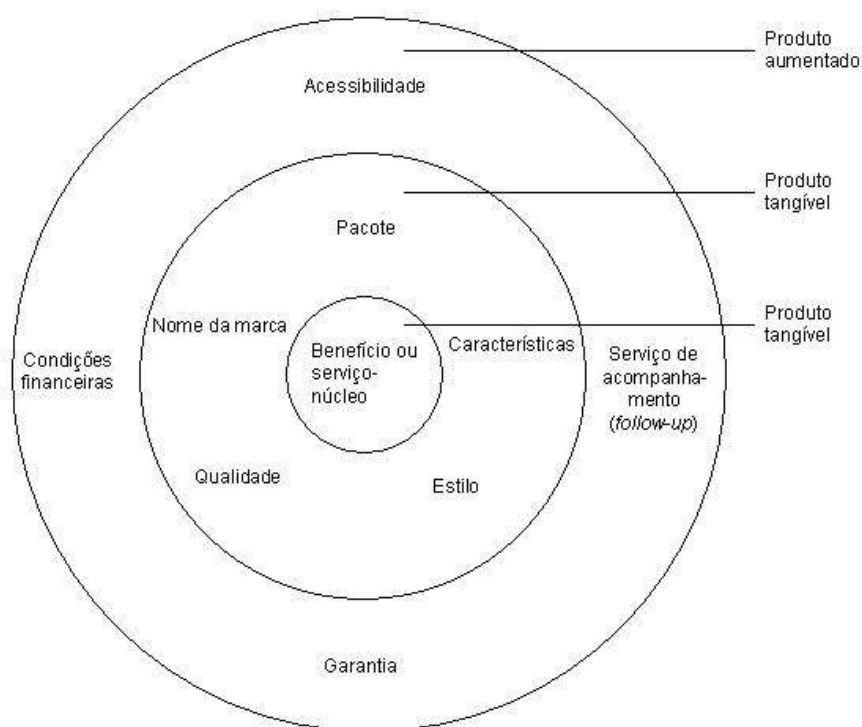 Produto
aumentado
Acessibilidade
Produto
tangível
Pacote
Nome da marca
Produto
tangível
Benefício ou
serviço-
núcleo
Características
Condições
financeiras
Serviço de
acompanha-
mento
(follow-up)
Qualidade
Estilo
Garantia